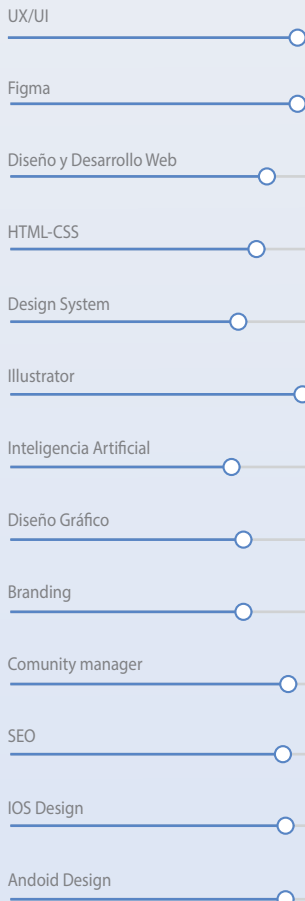 UX/UI
Figma
Diseño y Desarrollo Web
HTML-CSS
Design System
Illustrator
Inteligencia Artificial
Diseño Gráfico
Branding
Comunity manager
SEO
IOS Design
Andoid Design